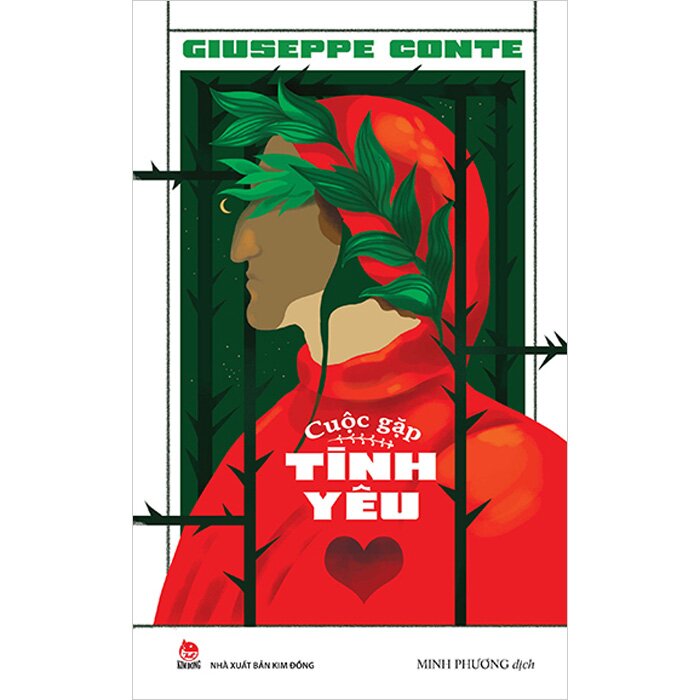 GIUSEPPE CONTE
Cuộc gặp
TÌNH
YÊU
KIM ĐỒNG
NHÀ XUẤT BẢN KIM ĐỒNG
MINH PHƯƠNG dịch